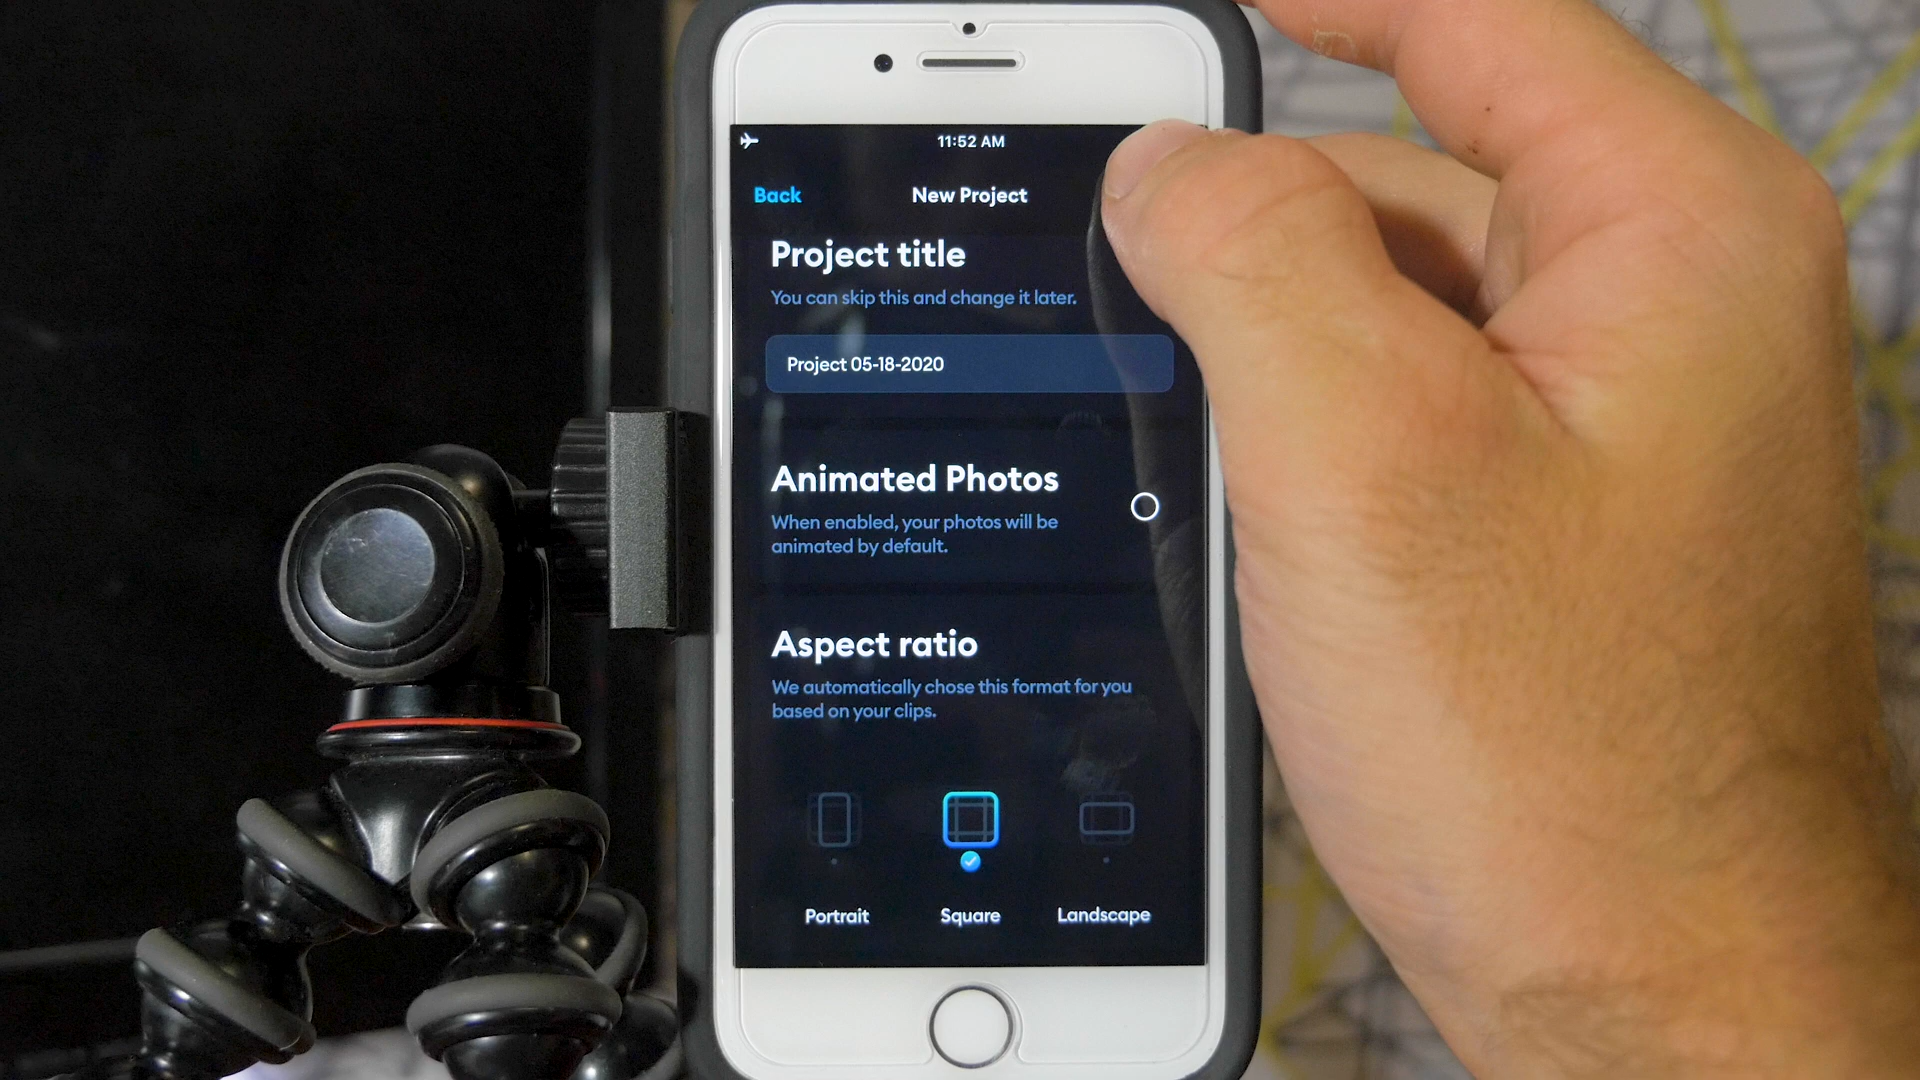 11:52 AM
Back
New Project
Project title
You can skip this and change it later.
Project 05-18-2020
Animated Photos
When enabled, your photos will be
animated by default.
Aspect ratio
We automatically chose this format for you
based on your clips.
Portrait
Square
Landscape